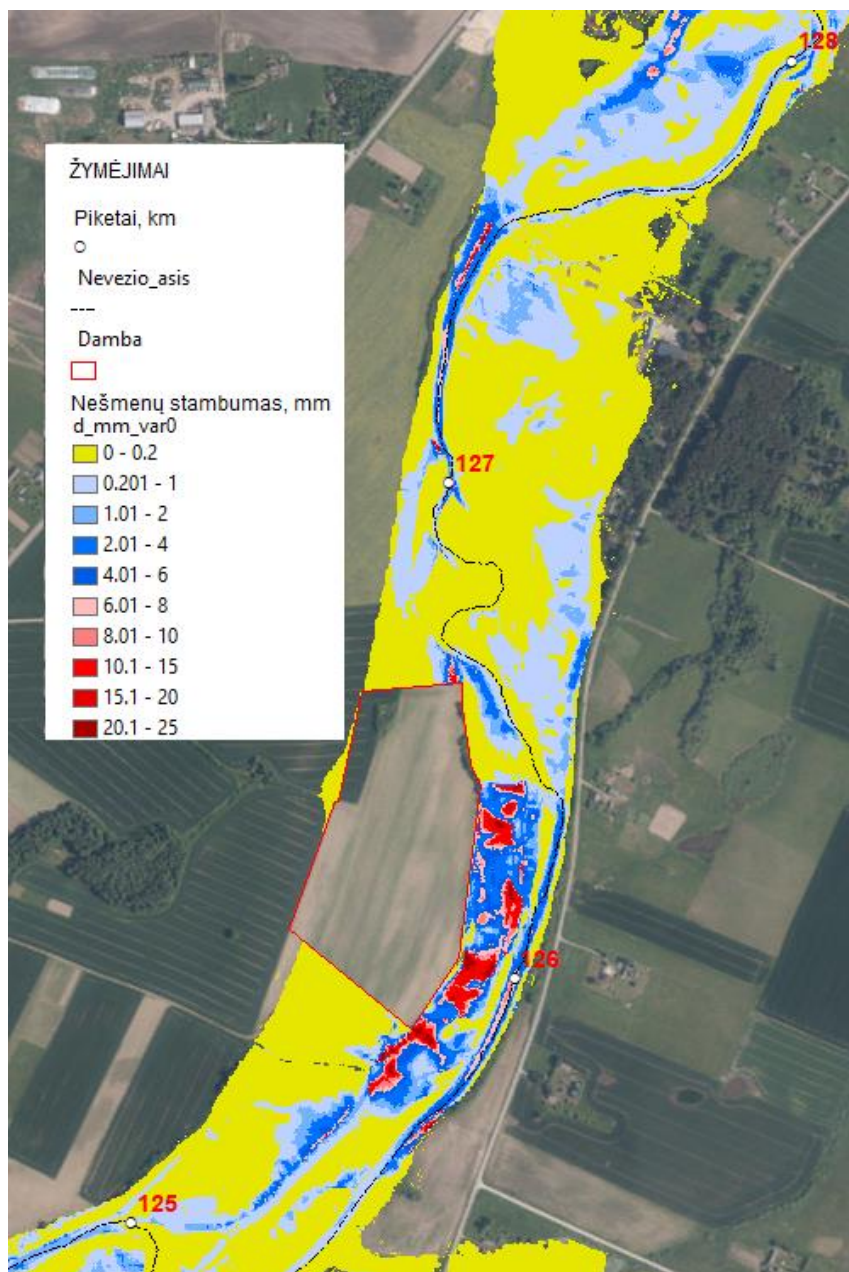 128
ŽYMĖJIMAI
Piketai, km
Nevezio_asis
Damba
Nešmenų stambumas, mm
d_mm_var0
0 - 0.2
0.201 - 1
1.01 - 2
2.01 - 4
4.01 - 6
6.01 - 8
8.01 - 10
10.1 - 15
15.1 - 20
20.1 - 25
127
126
125